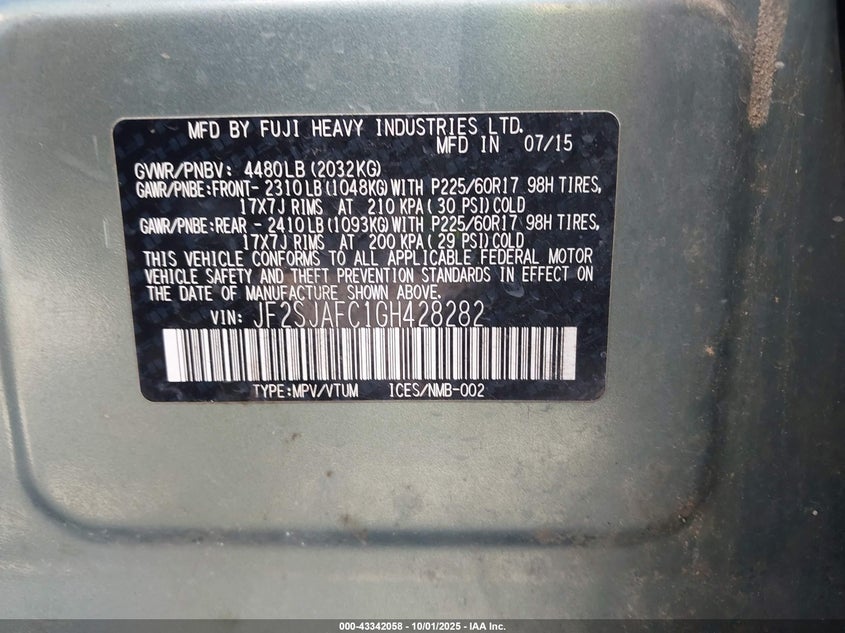 MFD BY FUJI HEAVY INDUSTRIES LTD.
MFD IN 07/15
GVWR/PNBV: 4480LB (2032KG)
GAWR/PNBE:FRONT- 2310LB (1048KG) WITH P225/60R17 98H TIRES,
17X7J RIMS AT 210 KPA ( 30 PSI) COLD
GAWR/PNBE:REAR - 2410LB (1093KG) WITH P225/60R17 98H TIRES,
17X7J RIMS AT 200 KPA ( 29 PSI) COLD
THIS VEHICLE CONFORMS TO ALL APPLICABLE FEDERAL MOTOR
VEHICLE SAFETY AND THEFT PREVENTION STANDARDS IN EFFECT ON
THE DATE OF MANUFACTURE SHOWN ABOVE.
VIN: JF2SJAFC1GH428282
TYPE:MPV/VTUM ICES/NMB-002
000-43342058 - 10/01/2025 - IAA Inc.